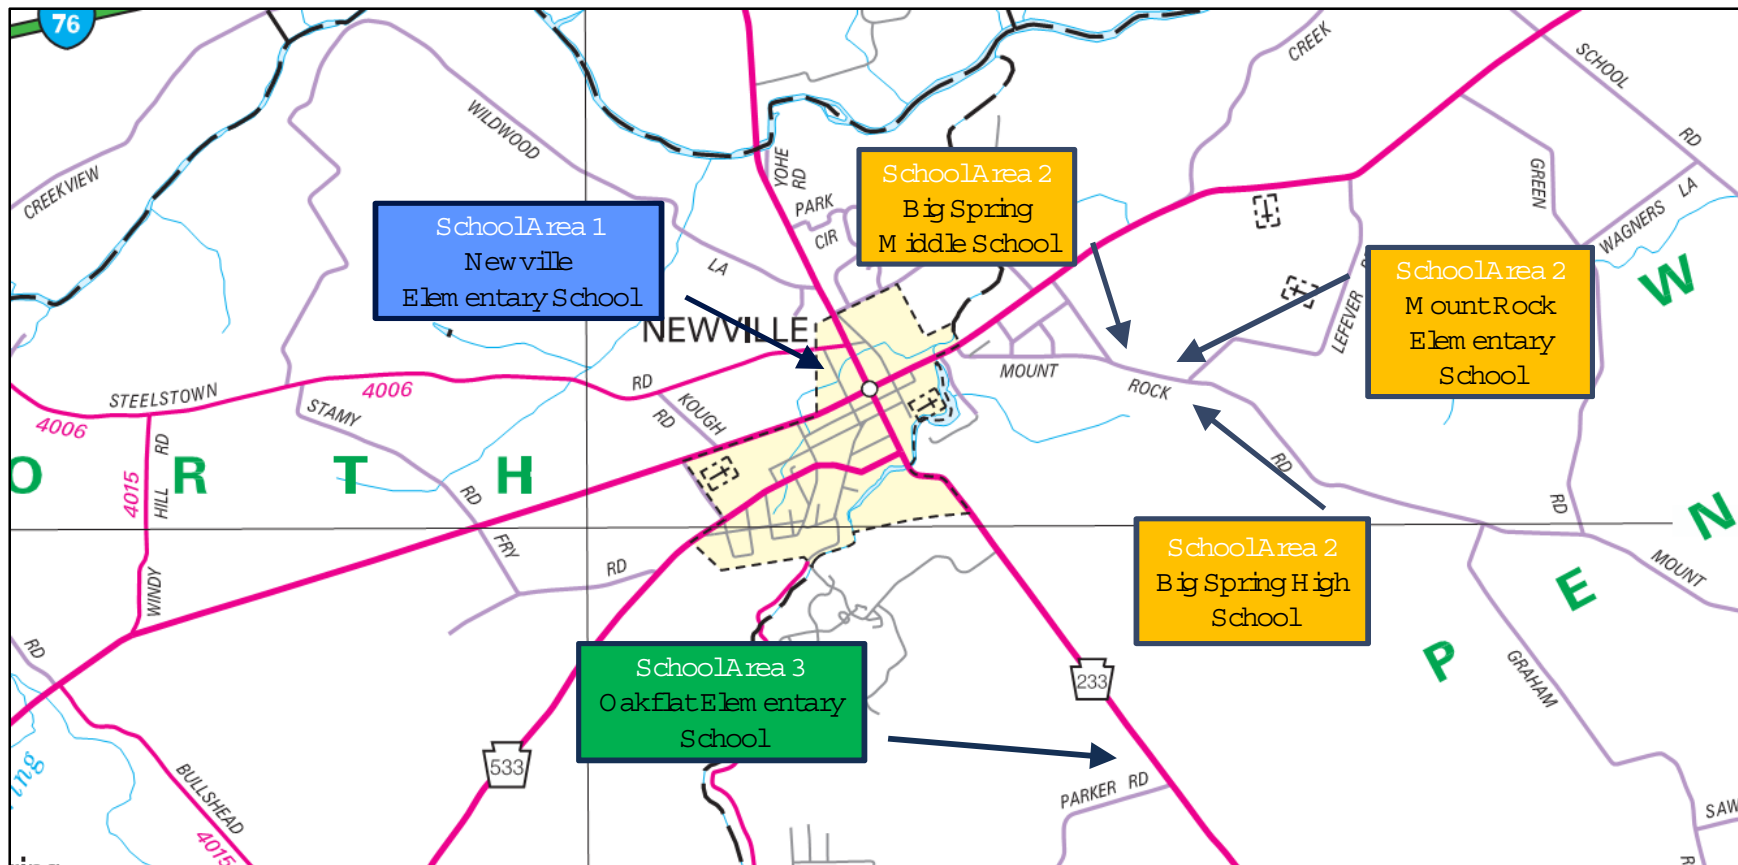 76
SCHOOL
RD
CREEK
WILDWOOD
CREEKVIEW
YOHE
RD
PARK
CIR
GREEN
WAGNERS LA
School Area 1
Newville
Elementary School
School Area 2
Big Spring
Middle School
School Area 2
Mount Rock
Elementary
School
LA
NEWVILLE
LEFEVER
W
MOUNT
ROCK
RD
STEELSTOWN
4006
RD
4006
STAMY
KOUGH
RD
O R T H
4015
HILL RD
RD
RD
RD
N
FRY
RD
WINDY
School Area 2
Big Spring High
School
MOUNT
E
P
GRAHAM
RD
School Area 3
Oakflat Elementary
School
233
533
PARKER RD
BULLSHEAD
4015
SAW
R
ring